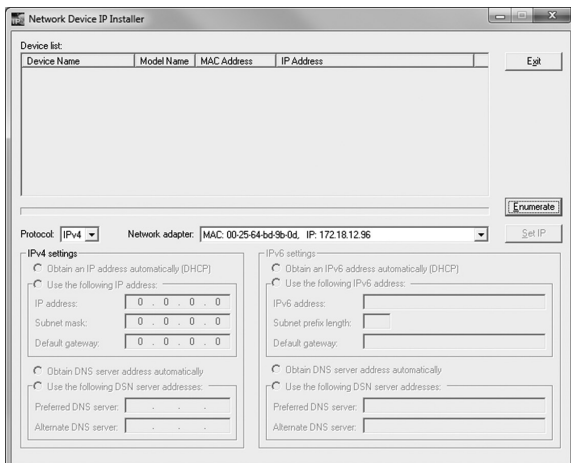 Network Device IP Installer
Device list:
Device Name Model Name MAC Address IP Address
Exit
Enumerate
Protocol: IPv4 Network adapter: MAC: 00-25-64-bd-9b-0d, IP: 172.18.12.96
Set IP
IPv4 settings
Obtain an IP address automatically (DHCP)
Use the following IP address:
IP address: 0 . 0 . 0 . 0
Subnet mask: 0 . 0 . 0 . 0
Default gateway: 0 . 0 . 0 . 0
Obtain DNS server address automatically
Use the following DSN server addresses:
Preferred DNS server: . . .
Alternate DNS server: . . .
IPv6 settings
Obtain an IPv6 address automatically (DHCP)
Use the following IPv6 address:
IPv6 address:
Subnet prefix length:
Default gateway:
Obtain DNS server address automatically
Use the following DSN server addresses:
Preferred DNS server:
Alternate DNS server: